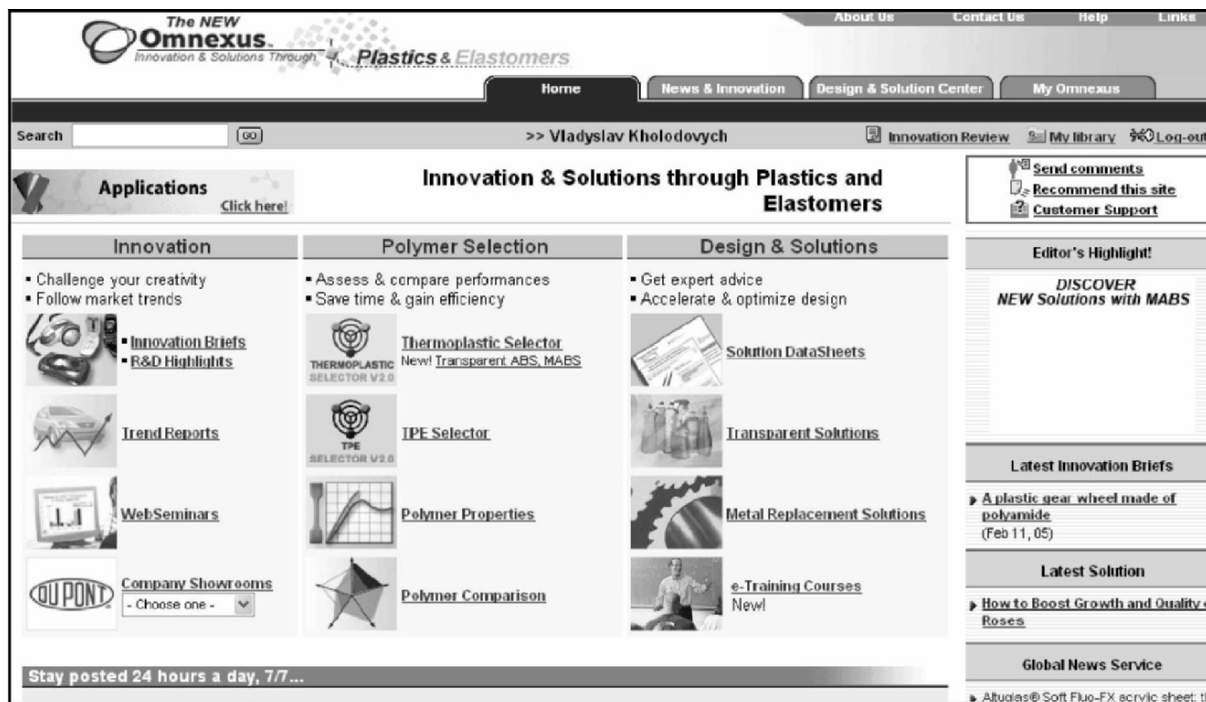 The NEW
Omnexus
Innovation & Solutions Through
Plastics & Elastomers
About Us Contact Us Help Links
Home News & Innovation Design & Solution Center My Omnexus
Search GO >> Vladyslav Kholodovych Innovation Review My library Log-out
Applications
Click here!
Innovation & Solutions through Plastics and
Elastomers
Send comments
Recommend this site
Customer Support
Innovation
▪ Challenge your creativity
▪ Follow market trends
▪ Innovation Briefs
▪ R&D Highlights
Trend Reports
WebSeminars
DUPONT
Company Showrooms
- Choose one -
Polymer Selection
▪ Assess & compare performances
▪ Save time & gain efficiency
THERMOPLASTIC
SELECTOR V2.0
Thermoplastic Selector
New! Transparent ABS, MABS
TPE
SELECTOR V2.0
TPE Selector
Polymer Properties
Polymer Comparison
Design & Solutions
▪ Get expert advice
▪ Accelerate & optimize design
Solution DataSheets
Transparent Solutions
Metal Replacement Solutions
e-Training Courses
New!
Editor's Highlight!
DISCOVER
NEW Solutions with MABS
Latest Innovation Briefs
A plastic gear wheel made of
polyamide
(Feb 11, 05)
Latest Solution
How to Boost Growth and Quality
Roses
Global News Service
Altuglas® Soft Fluo-FX acrylic sheet:
Stay posted 24 hours a day, 7/7...